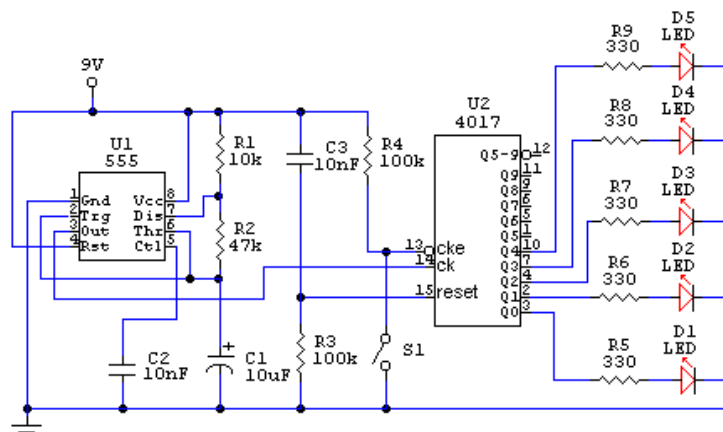 9V
U1
555
1 Gnd Vcc 8
2 Trg Dis 7
3 Out Thr 6
4 Rst Ctl 5
R1
10k
R2
47k
C2
10nF
+
C1
10uF
C3
10nF
R3
100k
R4
100k
S1
U2
4017
Q5-9 12
Q9 11
Q8 9
Q7 6
Q6 5
Q5 1
13 cke Q4 10
14 ck Q3 7
Q2 4
15 reset Q1 2
Q0 3
R9
330
D5
LED
R8
330
D4
LED
R7
330
D3
LED
R6
330
D2
LED
R5
330
D1
LED